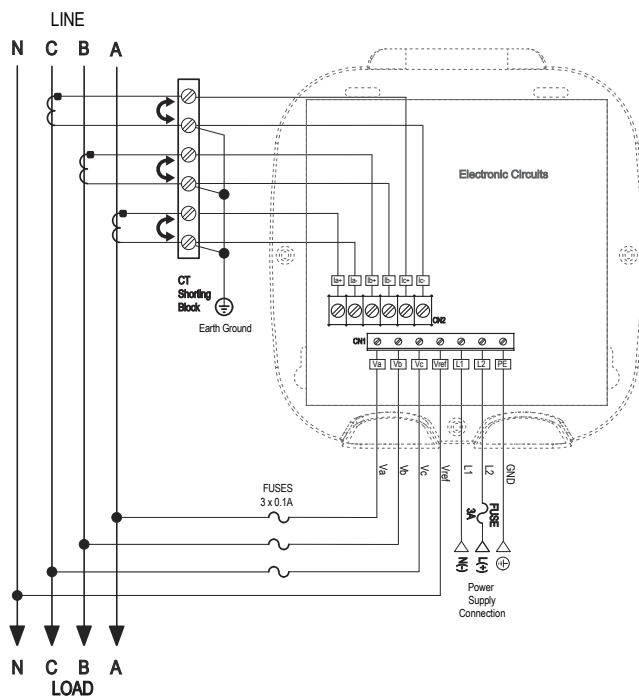 LINE
N C B A
Electronic Circuits
CT
Shorting
Block
Earth Ground
Ia+ Ia- Ib+ Ib- Ic+ Ic-
CN2
CN1
Va Vb Vc Vref L1 L2 PE
Va Vb Vc Vref L1 L2 GND
FUSES
3 x 0.1A
FUSE
3A
N(-) L(+)
Power
Supply
Connection
N C B A
LOAD